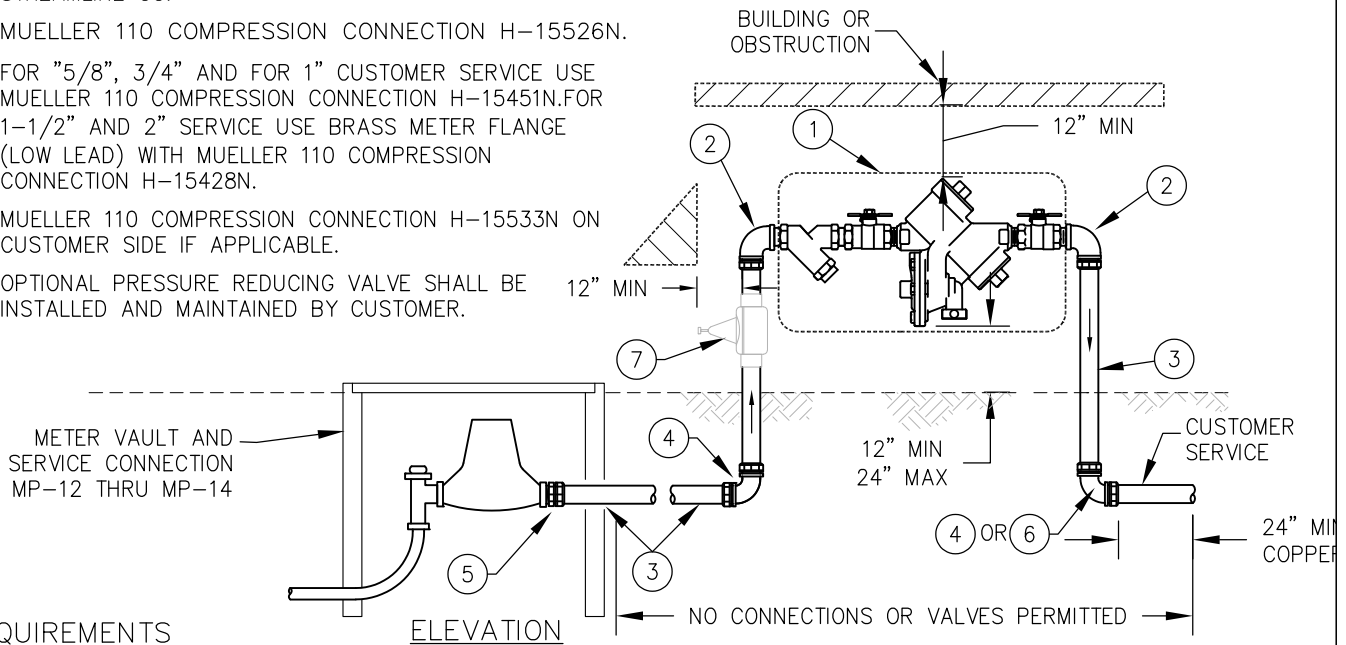 MUELLER 110 COMPRESSION CONNECTION H-15526N.
FOR "5/8", 3/4" AND FOR 1" CUSTOMER SERVICE USE
MUELLER 110 COMPRESSION CONNECTION H-15451N.FOR
1-1/2" AND 2" SERVICE USE BRASS METER FLANGE
(LOW LEAD) WITH MUELLER 110 COMPRESSION
CONNECTION H-15428N.
MUELLER 110 COMPRESSION CONNECTION H-15533N ON
CUSTOMER SIDE IF APPLICABLE.
OPTIONAL PRESSURE REDUCING VALVE SHALL BE
INSTALLED AND MAINTAINED BY CUSTOMER.
BUILDING OR
OBSTRUCTION
12" MIN
1
2
2
12" MIN
7
3
METER VAULT AND
SERVICE CONNECTION
MP-12 THRU MP-14
4
12" MIN
24" MAX
CUSTOMER
SERVICE
4 OR 6
24" MI
COPPER
5
3
NO CONNECTIONS OR VALVES PERMITTED
QUIREMENTS
ELEVATION